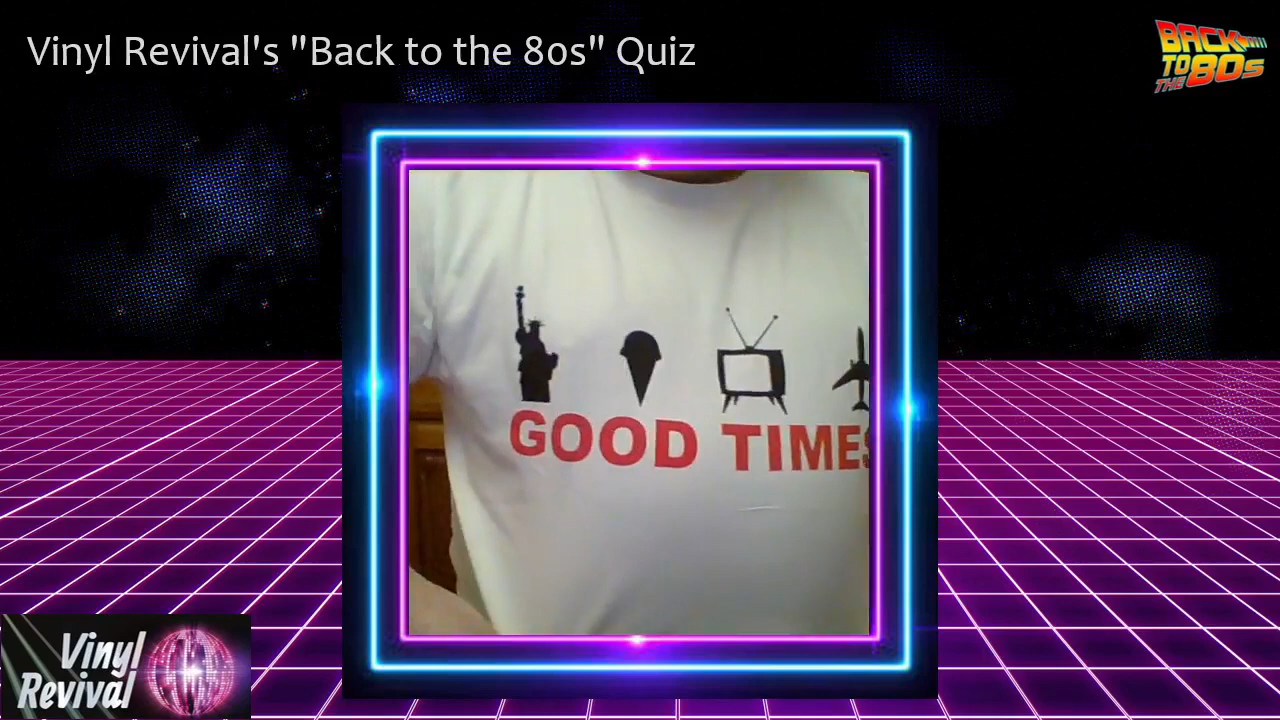 Vinyl Revival's "Back to the 80s" Quiz
BACK
TO THE 80s
GOOD TIMES
Vinyl
Revival